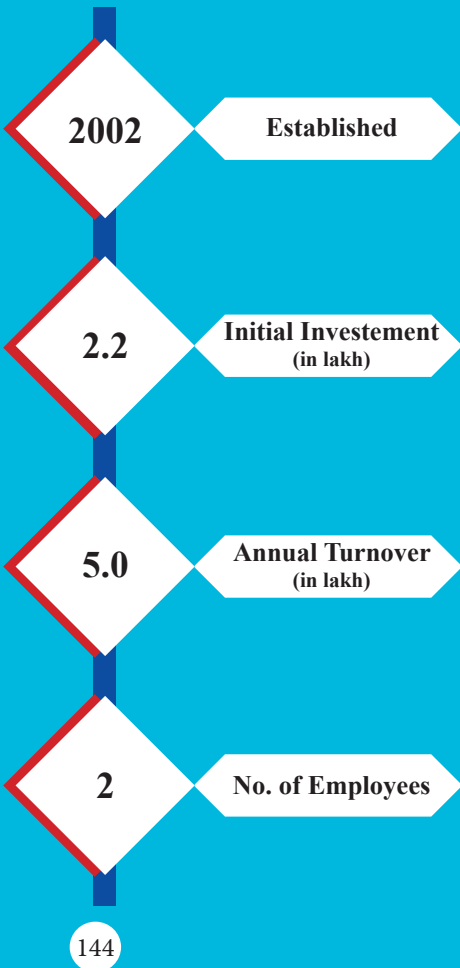 2002
Established
2.2
Initial Investement
(in lakh)
5.0
Annual Turnover
(in lakh)
2
No. of Employees
144